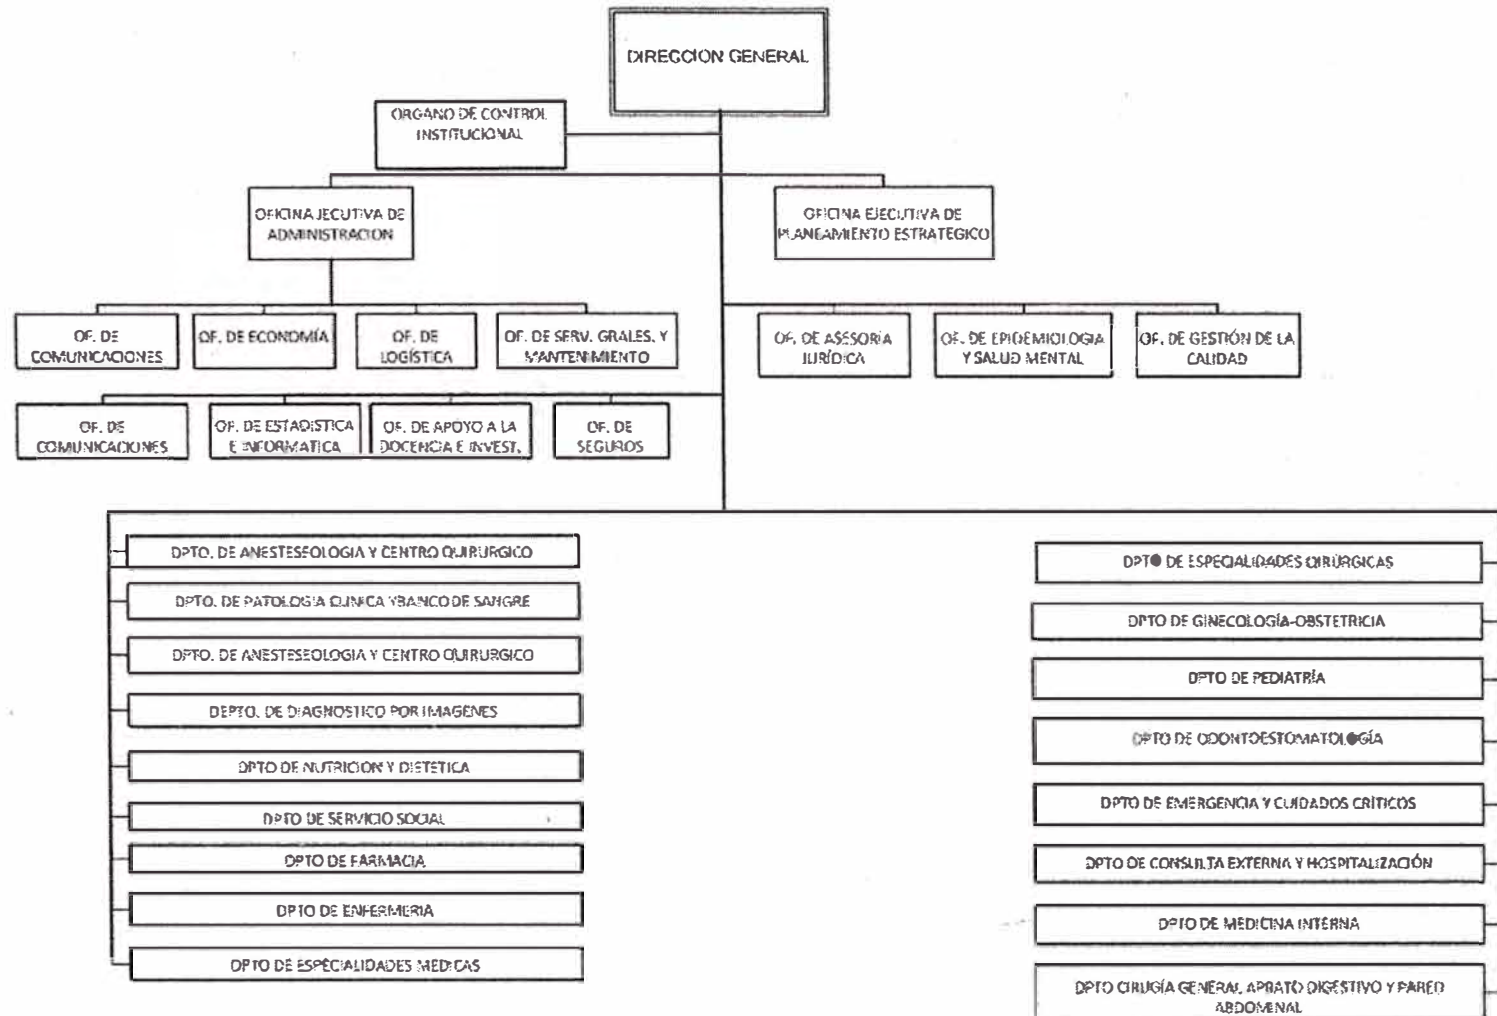 DIRECCION GENERAL
ORGANO DE CONTROL
INSTITUCIONAL
OFICINA JECUTIVA DE
ADMINISTRACION
OFICINA EJECUTIVA DE
PLANEAMIENTO ESTRATEGICO
OF. DE
COMUNICACIONES
OF. DE ECONOMÍA
OF. DE
LOGÍSTICA
OF. DE SERV. GRALES. Y
MANTENIMIENTO
OF. DE ASESORÍA
JURÍDICA
OF. DE EPIDEMIOLOGIA
Y SALUD MENTAL
OF. DE GESTIÓN DE LA
CALIDAD
OF. DE
COMUNICACIONES
OF. DE ESTADISTICA
E INFORMATICA
OF. DE APOYO A LA
DOCENCIA E INVEST.
OF. DE
SEGUROS
DPTO. DE ANESTESEOLOGIA Y CENTRO QUIRURGICO
DPTO. DE PATOLOGIA CLINICA YBANCO DE SANGRE
DPTO. DE ANESTESEOLOGIA Y CENTRO QUIRURGICO
DEPTO. DE DIAGNOSTICO POR IMAGENES
DPTO DE NUTRICION Y DIETETICA
DPTO DE SERVICIO SOCIAL
DPTO DE FARMACIA
DPTO DE ENFERMERIA
DPTO DE ESPECIALIDADES MEDICAS
DPTO DE ESPECIALIDADES QIRÚRGICAS
DPTO DE GINECOLOGÍA-OBSTETRICIA
DPTO DE PEDIATRÍA
DPTO DE ODONTOESTOMATOLOGÍA
DPTO DE EMERGENCIA Y CUIDADOS CRÍTICOS
DPTO DE CONSULTA EXTERNA Y HOSPITALIZACIÓN
DPTO DE MEDICINA INTERNA
DPTO CIRUGÍA GENERAL, APRATO DIGESTIVO Y PARED
ABDOMINAL